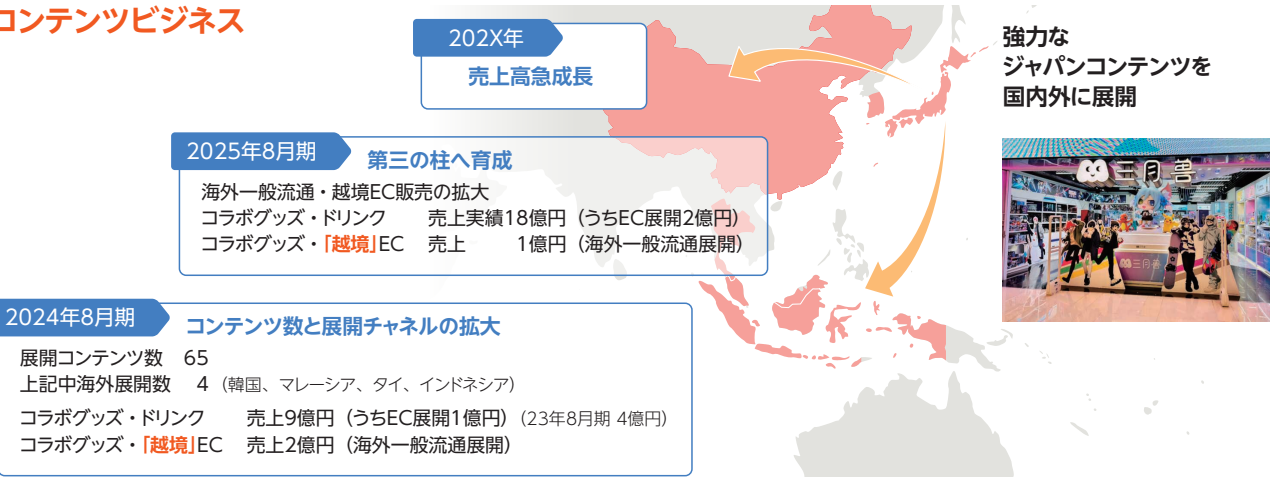 コンテンツビジネス
202X年
売上高急成長
2025年8月期
第三の柱へ育成
海外一般流通・越境EC販売の拡大
コラボグッズ・ドリンク 売上実績18億円（うちEC展開2億円）
コラボグッズ・「越境」EC 売上 1億円（海外一般流通展開）
2024年8月期
コンテンツ数と展開チャネルの拡大
展開コンテンツ数 65
上記中海外展開数 4（韓国、マレーシア、タイ、インドネシア）
コラボグッズ・ドリンク 売上9億円（うちEC展開1億円）（23年8月期 4億円）
コラボグッズ・「越境」EC 売上2億円（海外一般流通展開）
強力な
ジャパンコンテンツを
国内外に展開
三月兽
三月兽